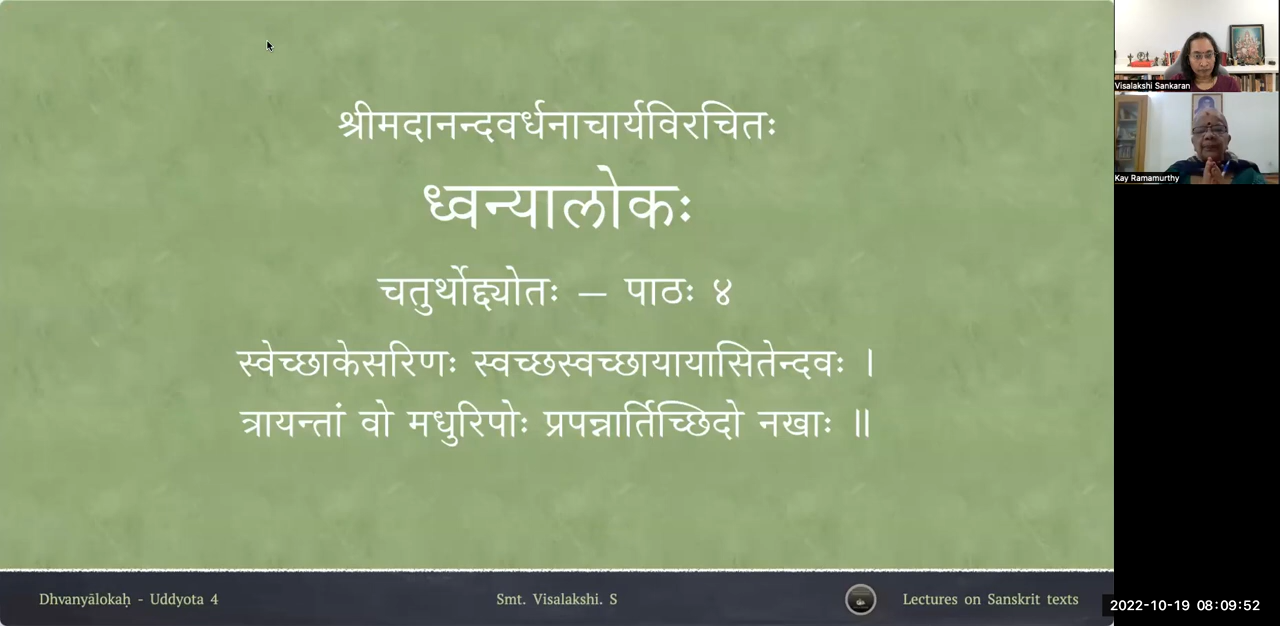 श्रीमदानन्दवर्धनाचार्यविरचितः
ध्वन्यालोकः
चतुर्थोद्द्योतः – पाठः ४
स्वेच्छाकेसरिणः स्वच्छस्वच्छायायासितेन्दवः ।
त्रायन्तां वो मधुरिपोः प्रपन्नार्तिच्छिदो नखाः ॥
Dhvanyālokaḥ - Uddyota 4
Smt. Visalakshi. S
Lectures on Sanskrit texts
Visalakshi Sankaran
Kay Ramamurthy
2022-10-19 08:09:52